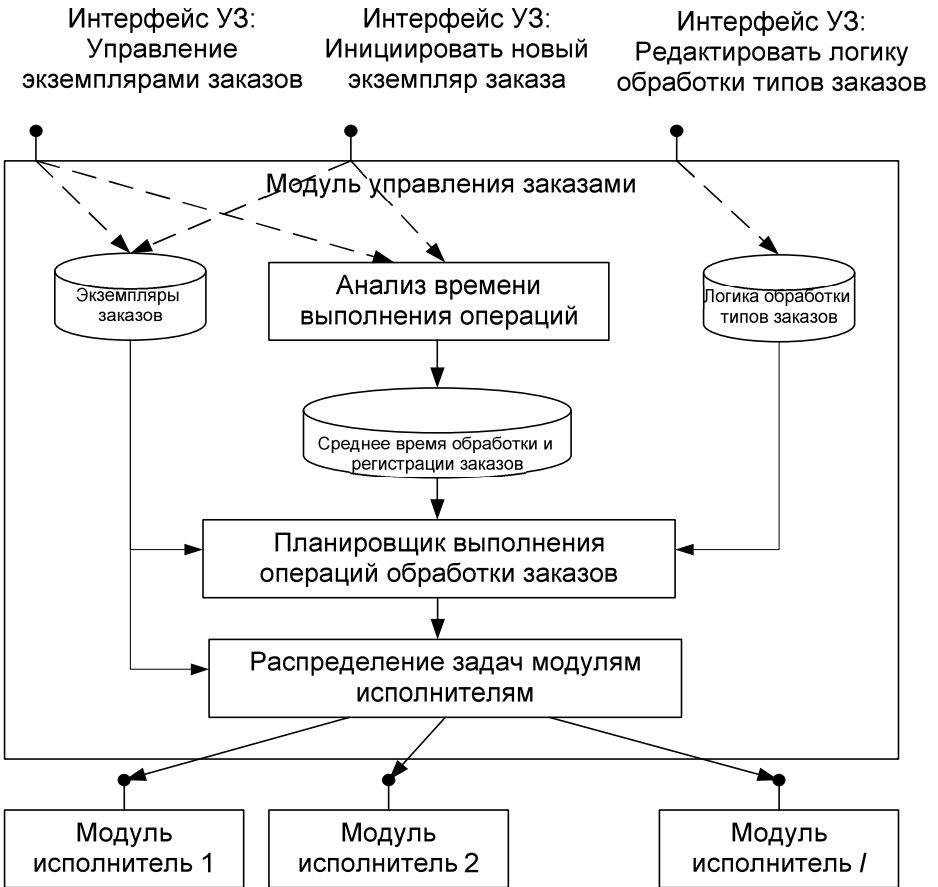 Интерфейс УЗ:
Управление
экземплярами заказов
Интерфейс УЗ:
Инициировать новый
экземпляр заказа
Интерфейс УЗ:
Редактировать логику
обработки типов заказов
Модуль управления заказами
Экземпляры
заказов
Анализ времени
выполнения операций
Логика обработки
типов заказов
Среднее время обработки и
регистрации заказов
Планировщик выполнения
операций обработки заказов
Распределение задач модулям
исполнителям
Модуль
исполнитель 1
Модуль
исполнитель 2
Модуль
исполнитель I